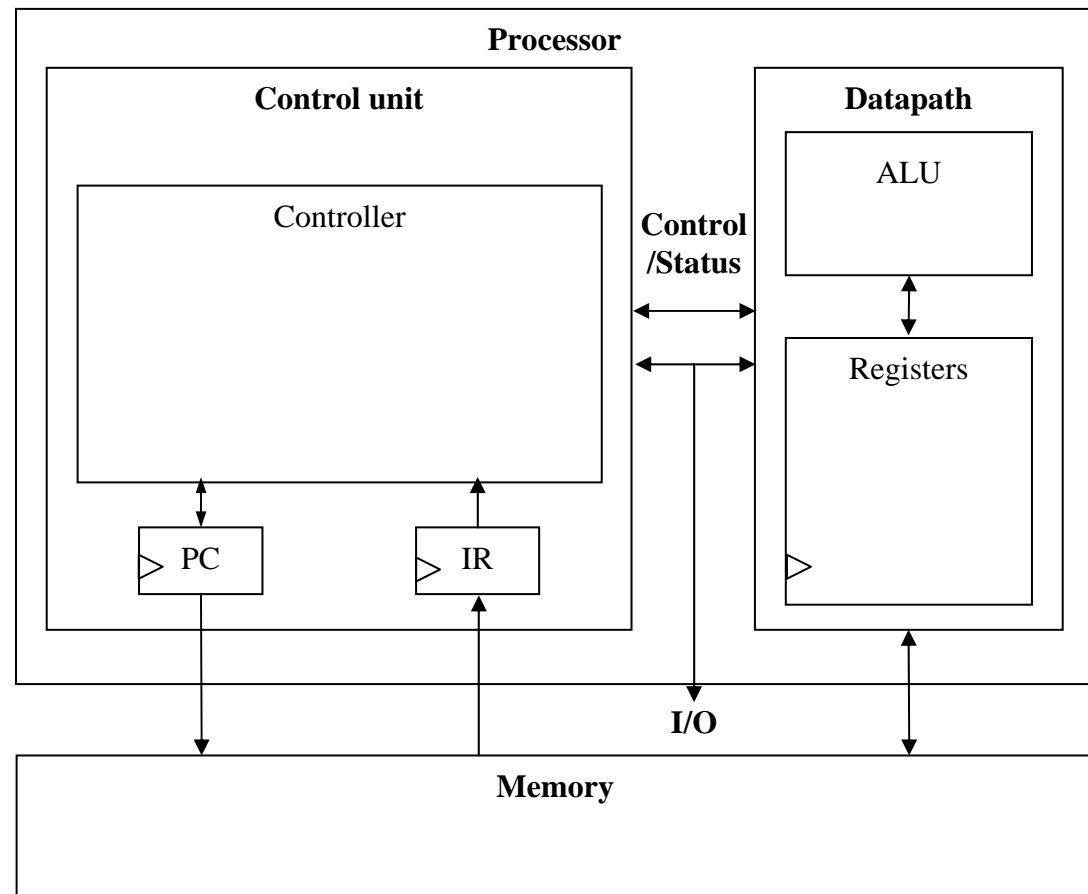 Processor
Control unit
Datapath
ALU
Controller
Control
/Status
Registers
PC
IR
I/O
Memory